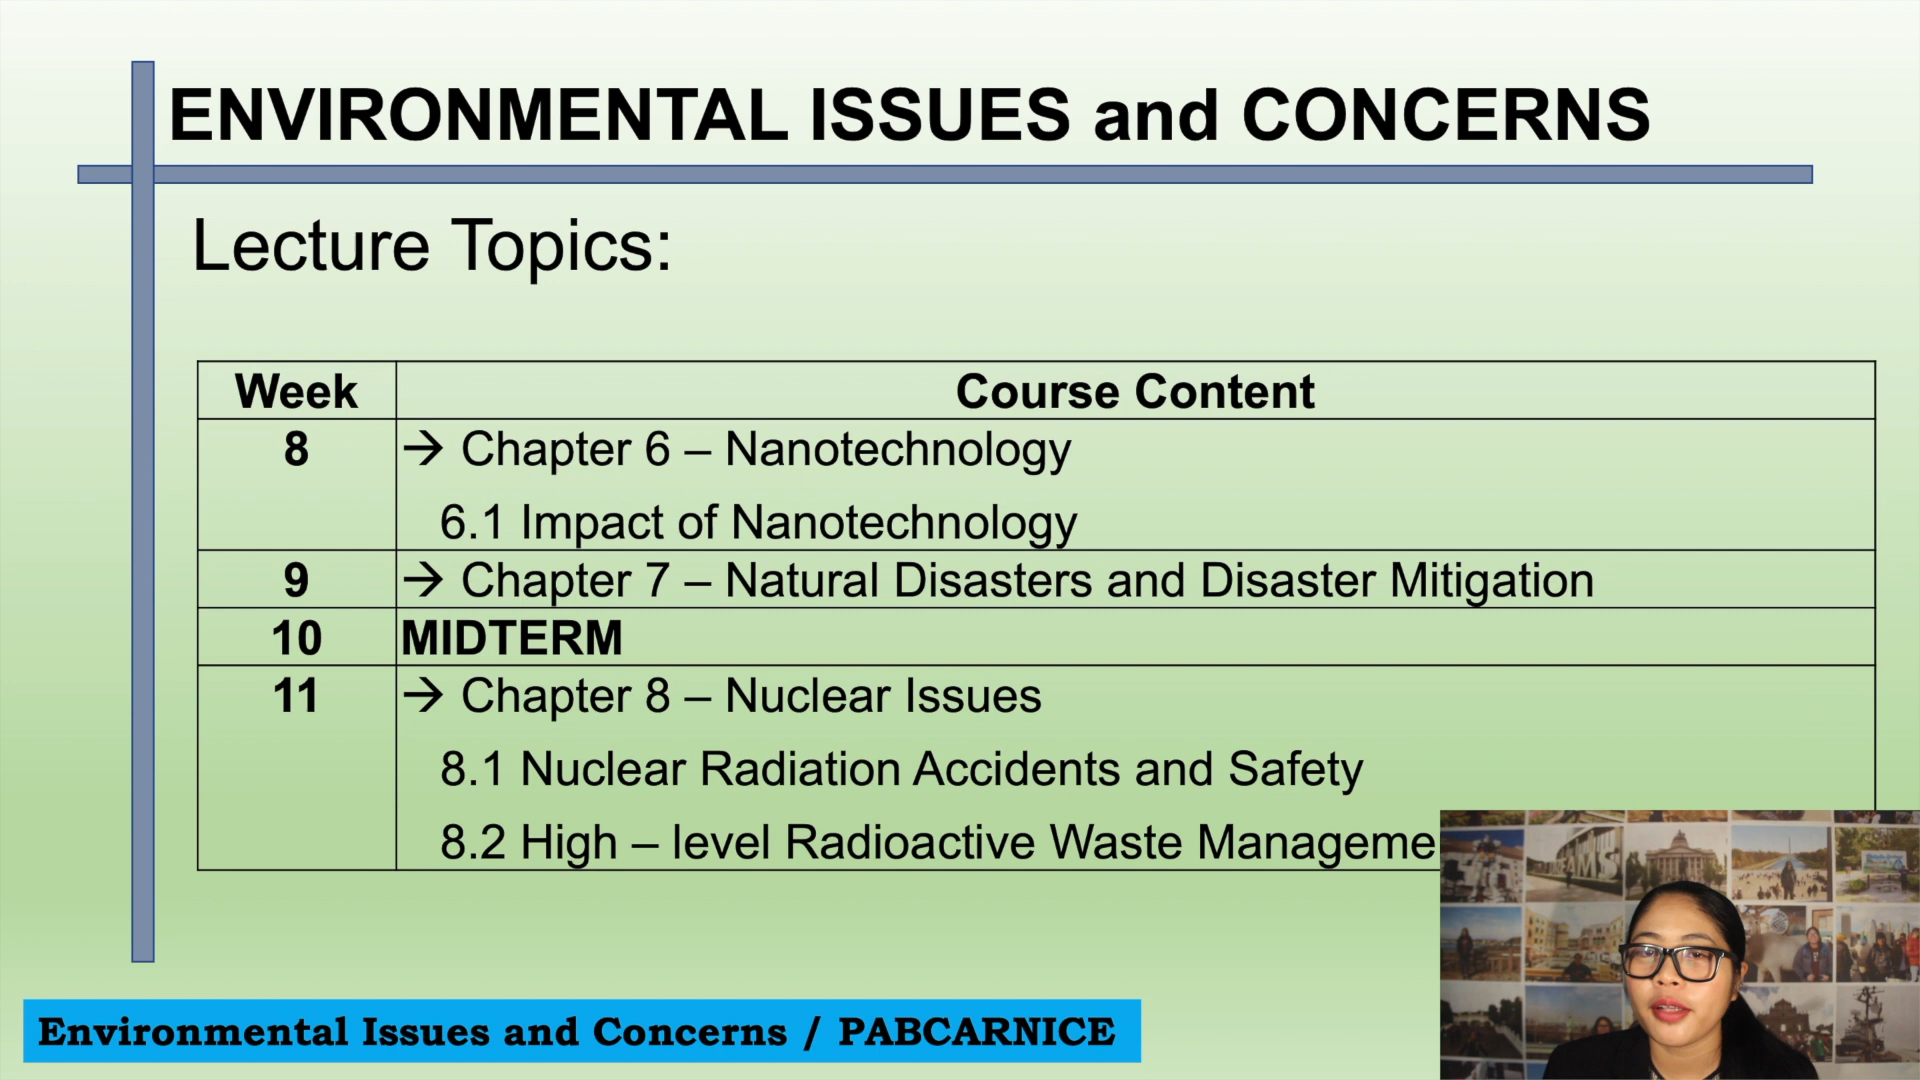 ENVIRONMENTAL ISSUES and CONCERNS
Lecture Topics:
Week Course Content
8 → Chapter 6 – Nanotechnology
6.1 Impact of Nanotechnology
9 → Chapter 7 – Natural Disasters and Disaster Mitigation
10 MIDTERM
11 → Chapter 8 – Nuclear Issues
8.1 Nuclear Radiation Accidents and Safety
8.2 High – level Radioactive Waste Manageme
Environmental Issues and Concerns / PABCARNICE